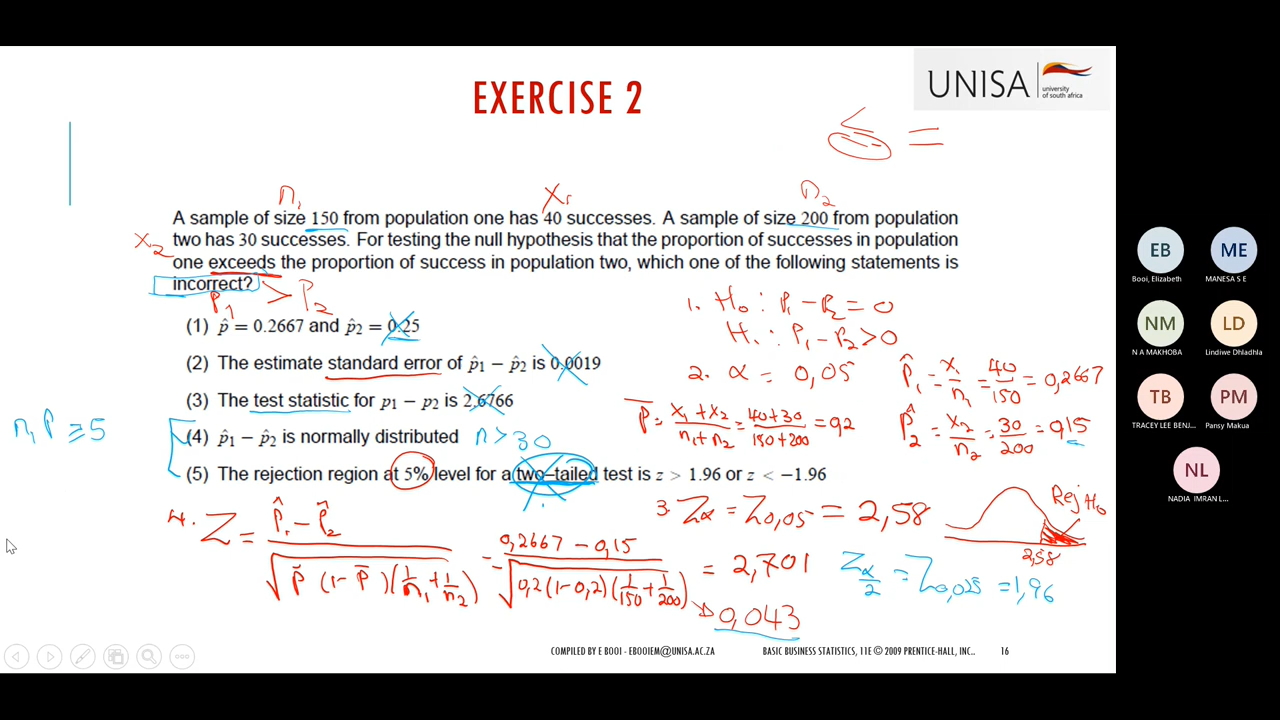 EXERCISE 2
UNISA
university
of south africa
< =
n₁ X₁ n₂
A sample of size 150 from population one has 40 successes. A sample of size 200 from population
X₂
two has 30 successes. For testing the null hypothesis that the proportion of successes in population
one exceeds the proportion of success in population two, which one of the following statements is
incorrect?
P₁ > P₂
(1) p̂ = 0.2667 and p̂₂ = 0.25
(2) The estimate standard error of p̂₁ − p̂₂ is 0.0019
(3) The test statistic for p₁ − p₂ is 2.6766
(4) p̂₁ − p̂₂ is normally distributed n > 30
(5) The rejection region at 5% level for a two–tailed test is z > 1.96 or z < −1.96
n₁ P ≥ 5
1. H₀ : P₁ − P₂ = 0
H₁ : P₁ − P₂ > 0
2. α = 0,05
P̂₁ = X₁/n₁ = 40/150 = 0,2667
P̄ = X₁ + X₂/n₁ + n₂ = 40+30/150+200 = 0,2
P̂₂ = X₂/n₂ = 30/200 = 0,15
3. Zα = Z0,05 = 2,58
Rej H₀
2,58
4. Z = P̂₁ − P̂₂/√P̄ (1− P̄)(1/n₁ + 1/n₂) = 0,2667 − 0,15/√0,2(1−0,2)(1/150 + 1/200) = 2,701
0,043
Zα/2 = Z0,025 = 1,96
COMPILED BY E BOOI - EBOOIEM@UNISA.AC.ZA
BASIC BUSINESS STATISTICS, 11E © 2009 PRENTICE-HALL, INC..
16
EB
Booi, Elizabeth
ME
MANESA S E
NM
N A MAKHOBA
LD
Lindiwe Dhladhla
TB
TRACEY LEE BENJ...
PM
Pansy Makua
NL
NADIA IMRAN L...